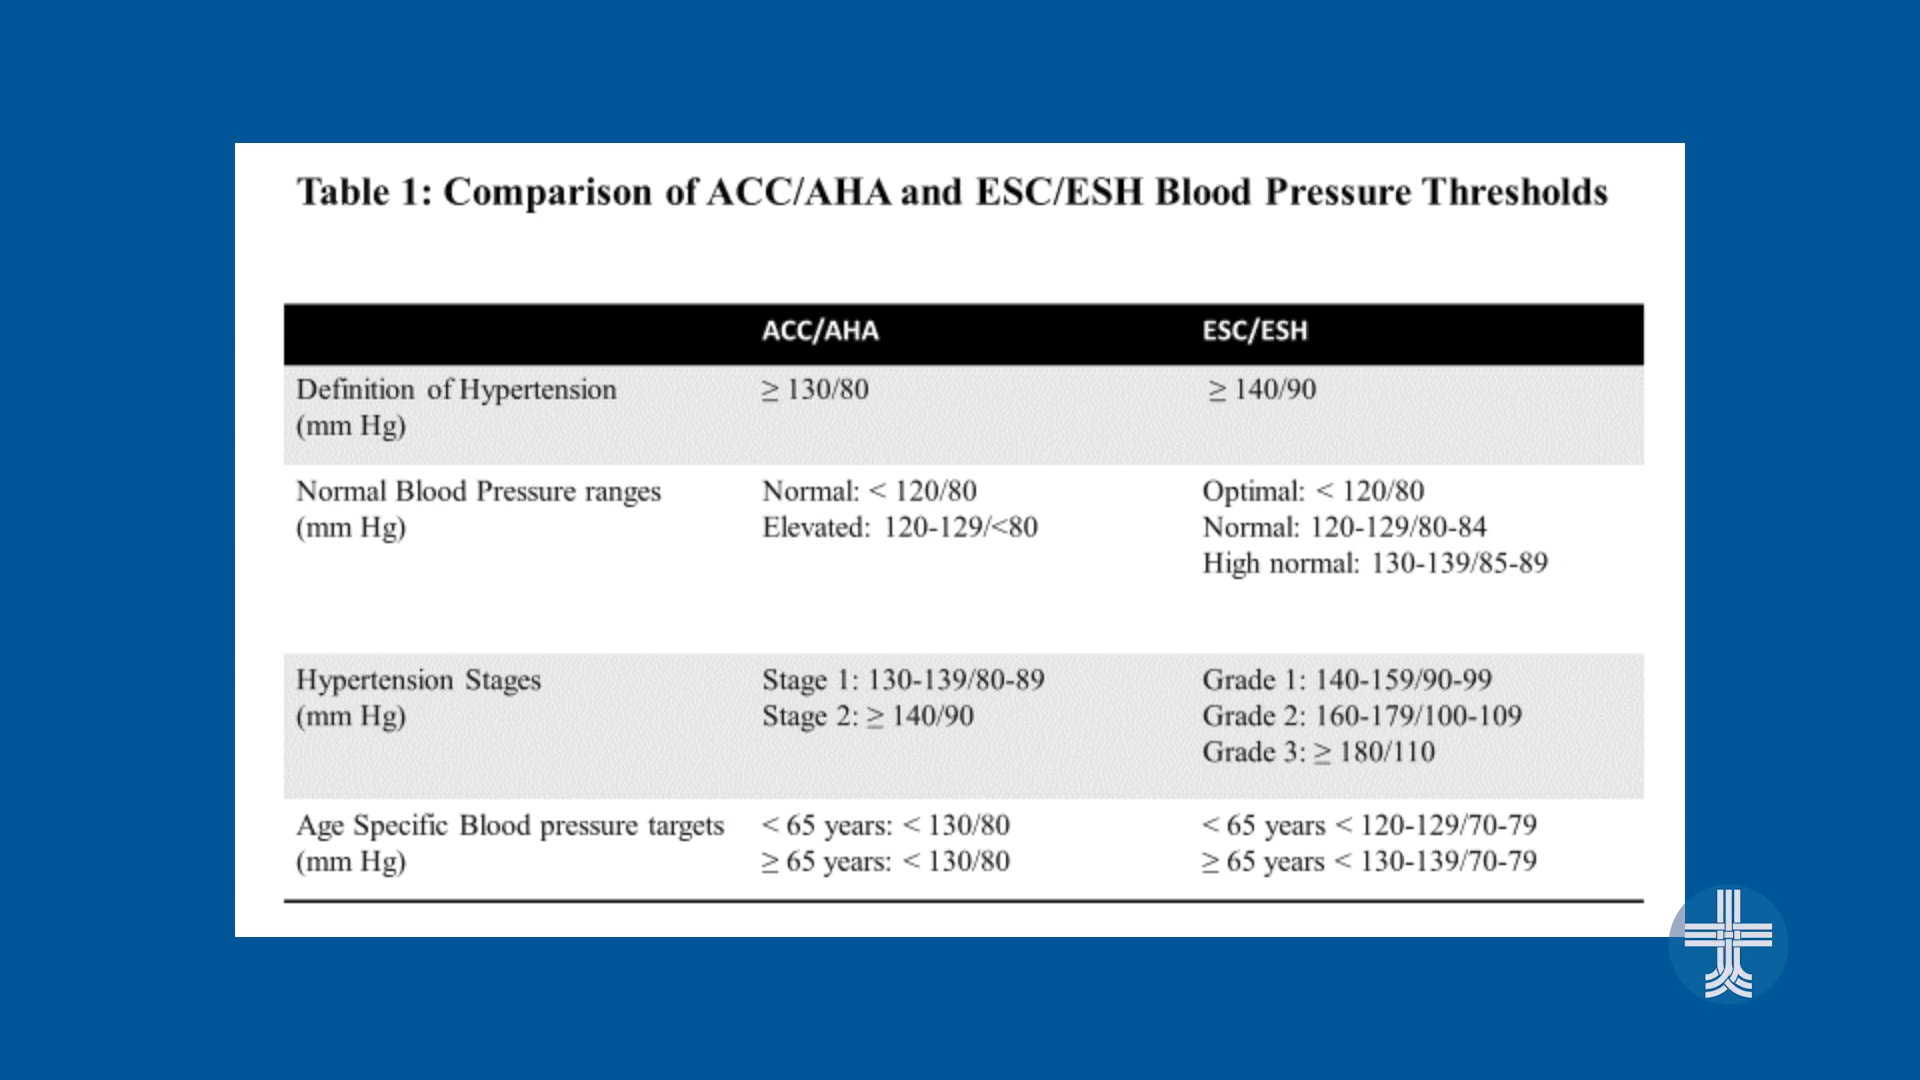 Table 1: Comparison of ACC/AHA and ESC/ESH Blood Pressure Thresholds
ACC/AHA ESC/ESH
Definition of Hypertension ≥ 130/80 ≥ 140/90
(mm Hg)
Normal Blood Pressure ranges Normal: < 120/80 Optimal: < 120/80
(mm Hg) Elevated: 120-129/<80 Normal: 120-129/80-84
High normal: 130-139/85-89
Hypertension Stages Stage 1: 130-139/80-89 Grade 1: 140-159/90-99
(mm Hg) Stage 2: ≥ 140/90 Grade 2: 160-179/100-109
Grade 3: ≥ 180/110
Age Specific Blood pressure targets < 65 years: < 130/80 < 65 years < 120-129/70-79
(mm Hg) ≥ 65 years: < 130/80 ≥ 65 years < 130-139/70-79